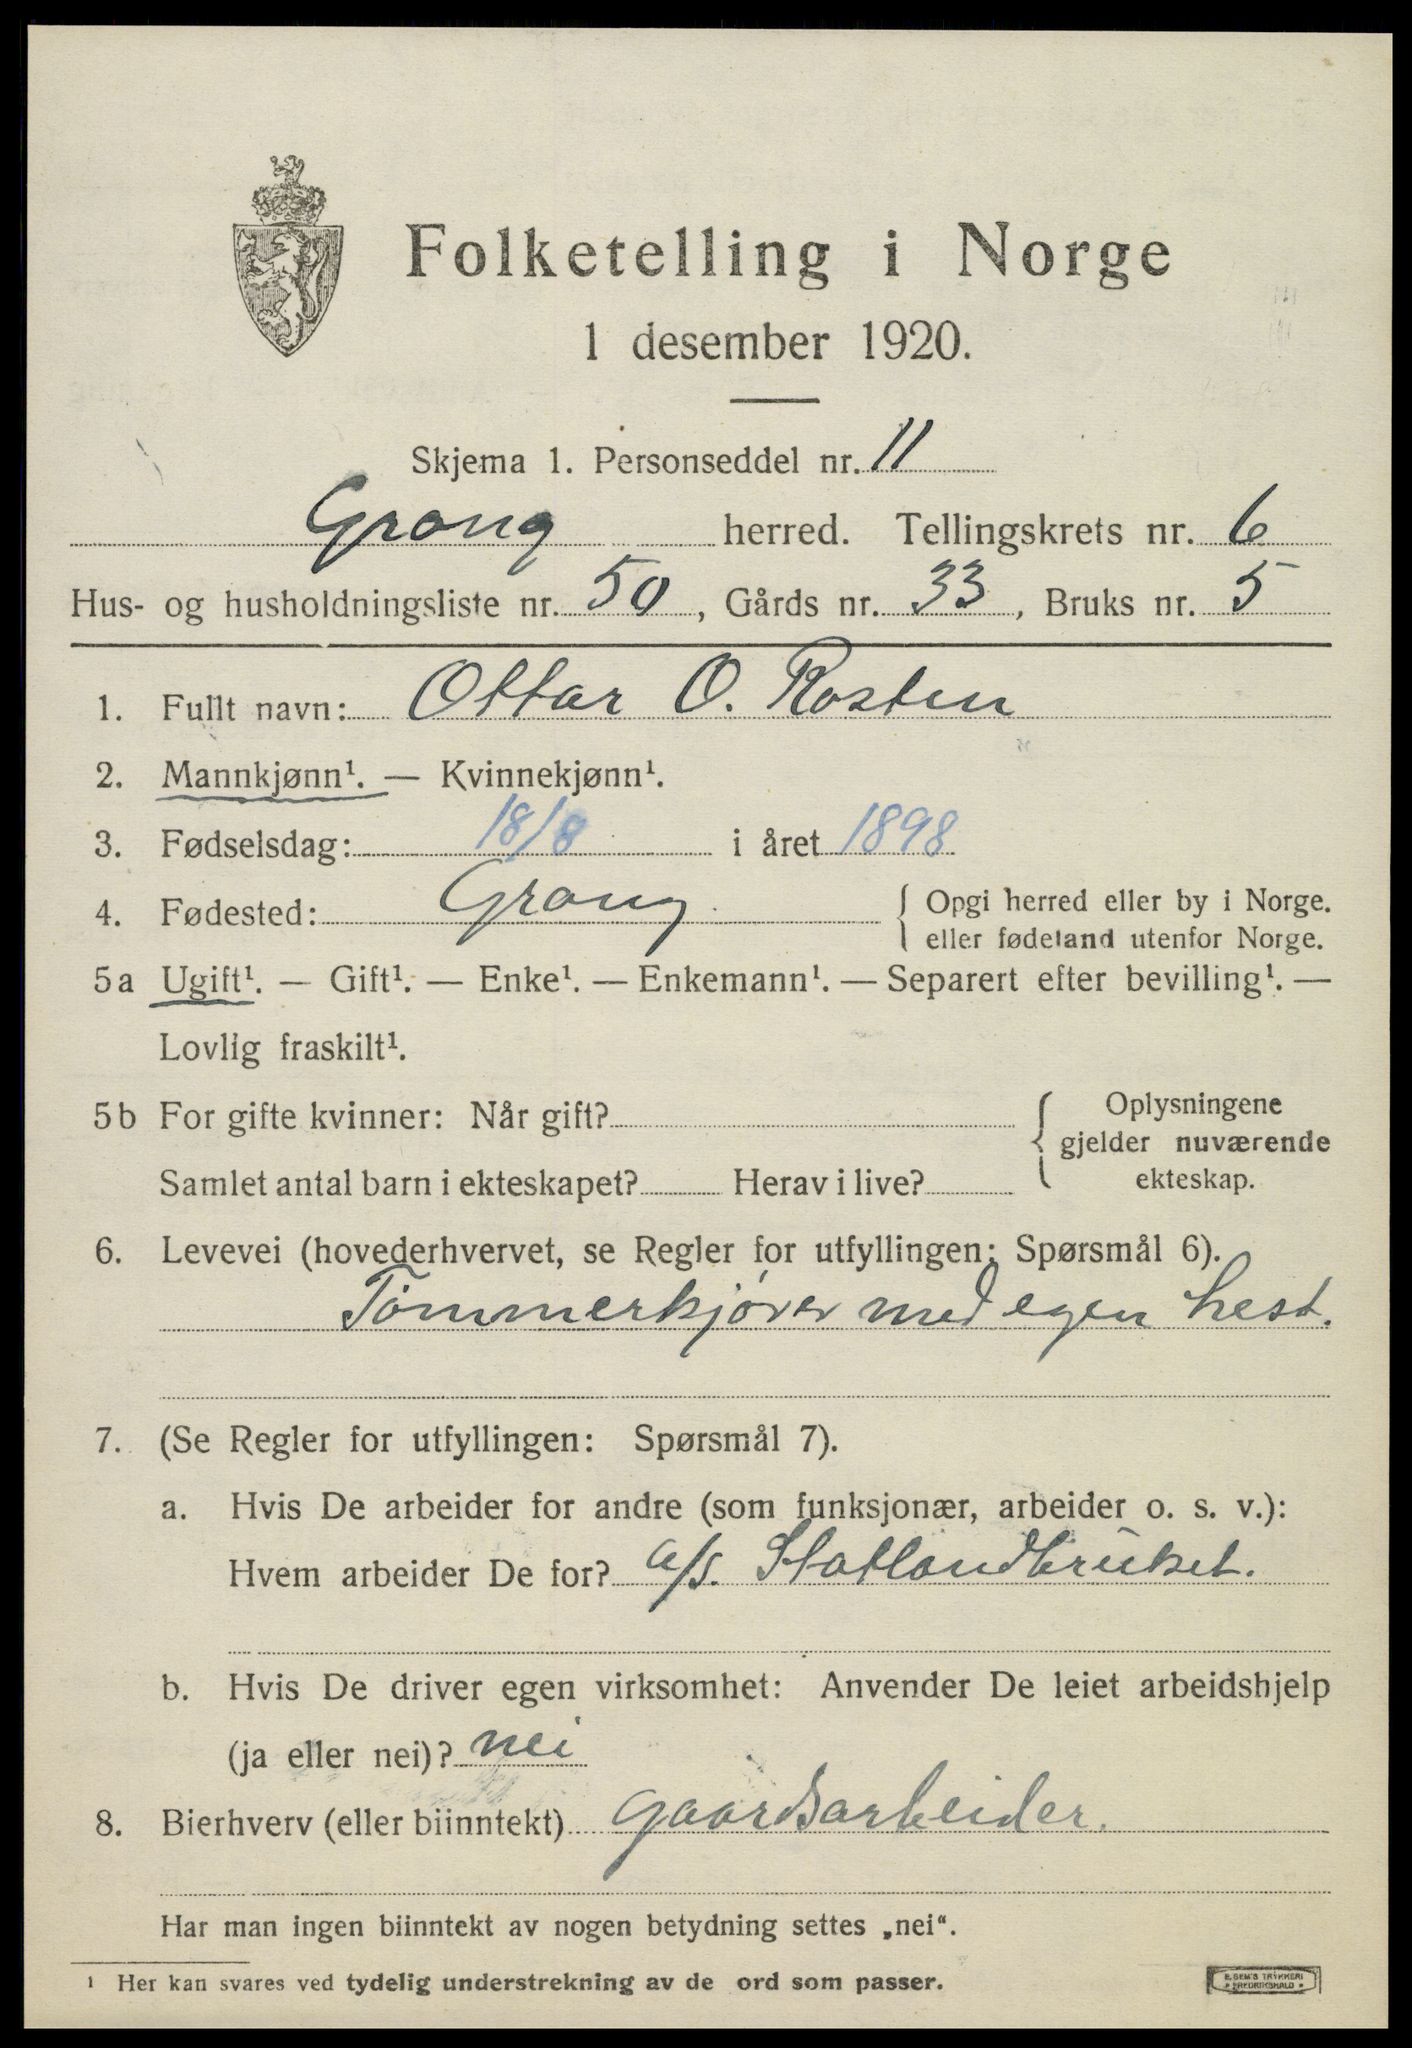 Folketelling i Norge
1 desember 1920.
Skjema 1. Personseddel nr. 11
Grong herred. Tellingskrets nr. 6
Hus- og husholdningsliste nr. 50, Gårds nr. 33, Bruks nr. 5
1. Fullt navn: Ottar O. Rosten
2. Mannkjønn¹. — Kvinnekjønn¹.
3. Fødselsdag: 18/8 i året 1898
4. Fødested: Grong { Opgi herred eller by i Norge.
eller fødeland utenfor Norge.
5a Ugift¹. — Gift¹. — Enke¹. — Enkemann¹. — Separert efter bevilling¹. —
Lovlig fraskilt¹.
5b For gifte kvinner: Når gift? { Oplysningene
gjelder nuværende
Samlet antal barn i ekteskapet? Herav i live? ekteskap.
6. Levevei (hovederhvervet, se Regler for utfyllingen: Spørsmål 6).
Tømmerkjører med egen hest.
7. (Se Regler for utfyllingen: Spørsmål 7).
a. Hvis De arbeider for andre (som funksjonær, arbeider o. s. v.):
Hvem arbeider De for? a/s. Statlandbruket.
b. Hvis De driver egen virksomhet: Anvender De leiet arbeidshjelp
(ja eller nei)? nei
8. Bierhverv (eller biinntekt) gaardsarbeider.
Har man ingen biinntekt av nogen betydning settes „nei“.
¹ Her kan svares ved tydelig understrekning av de ord som passer.
E. SEM'S TRYKKERI
FREDRIKSHALD